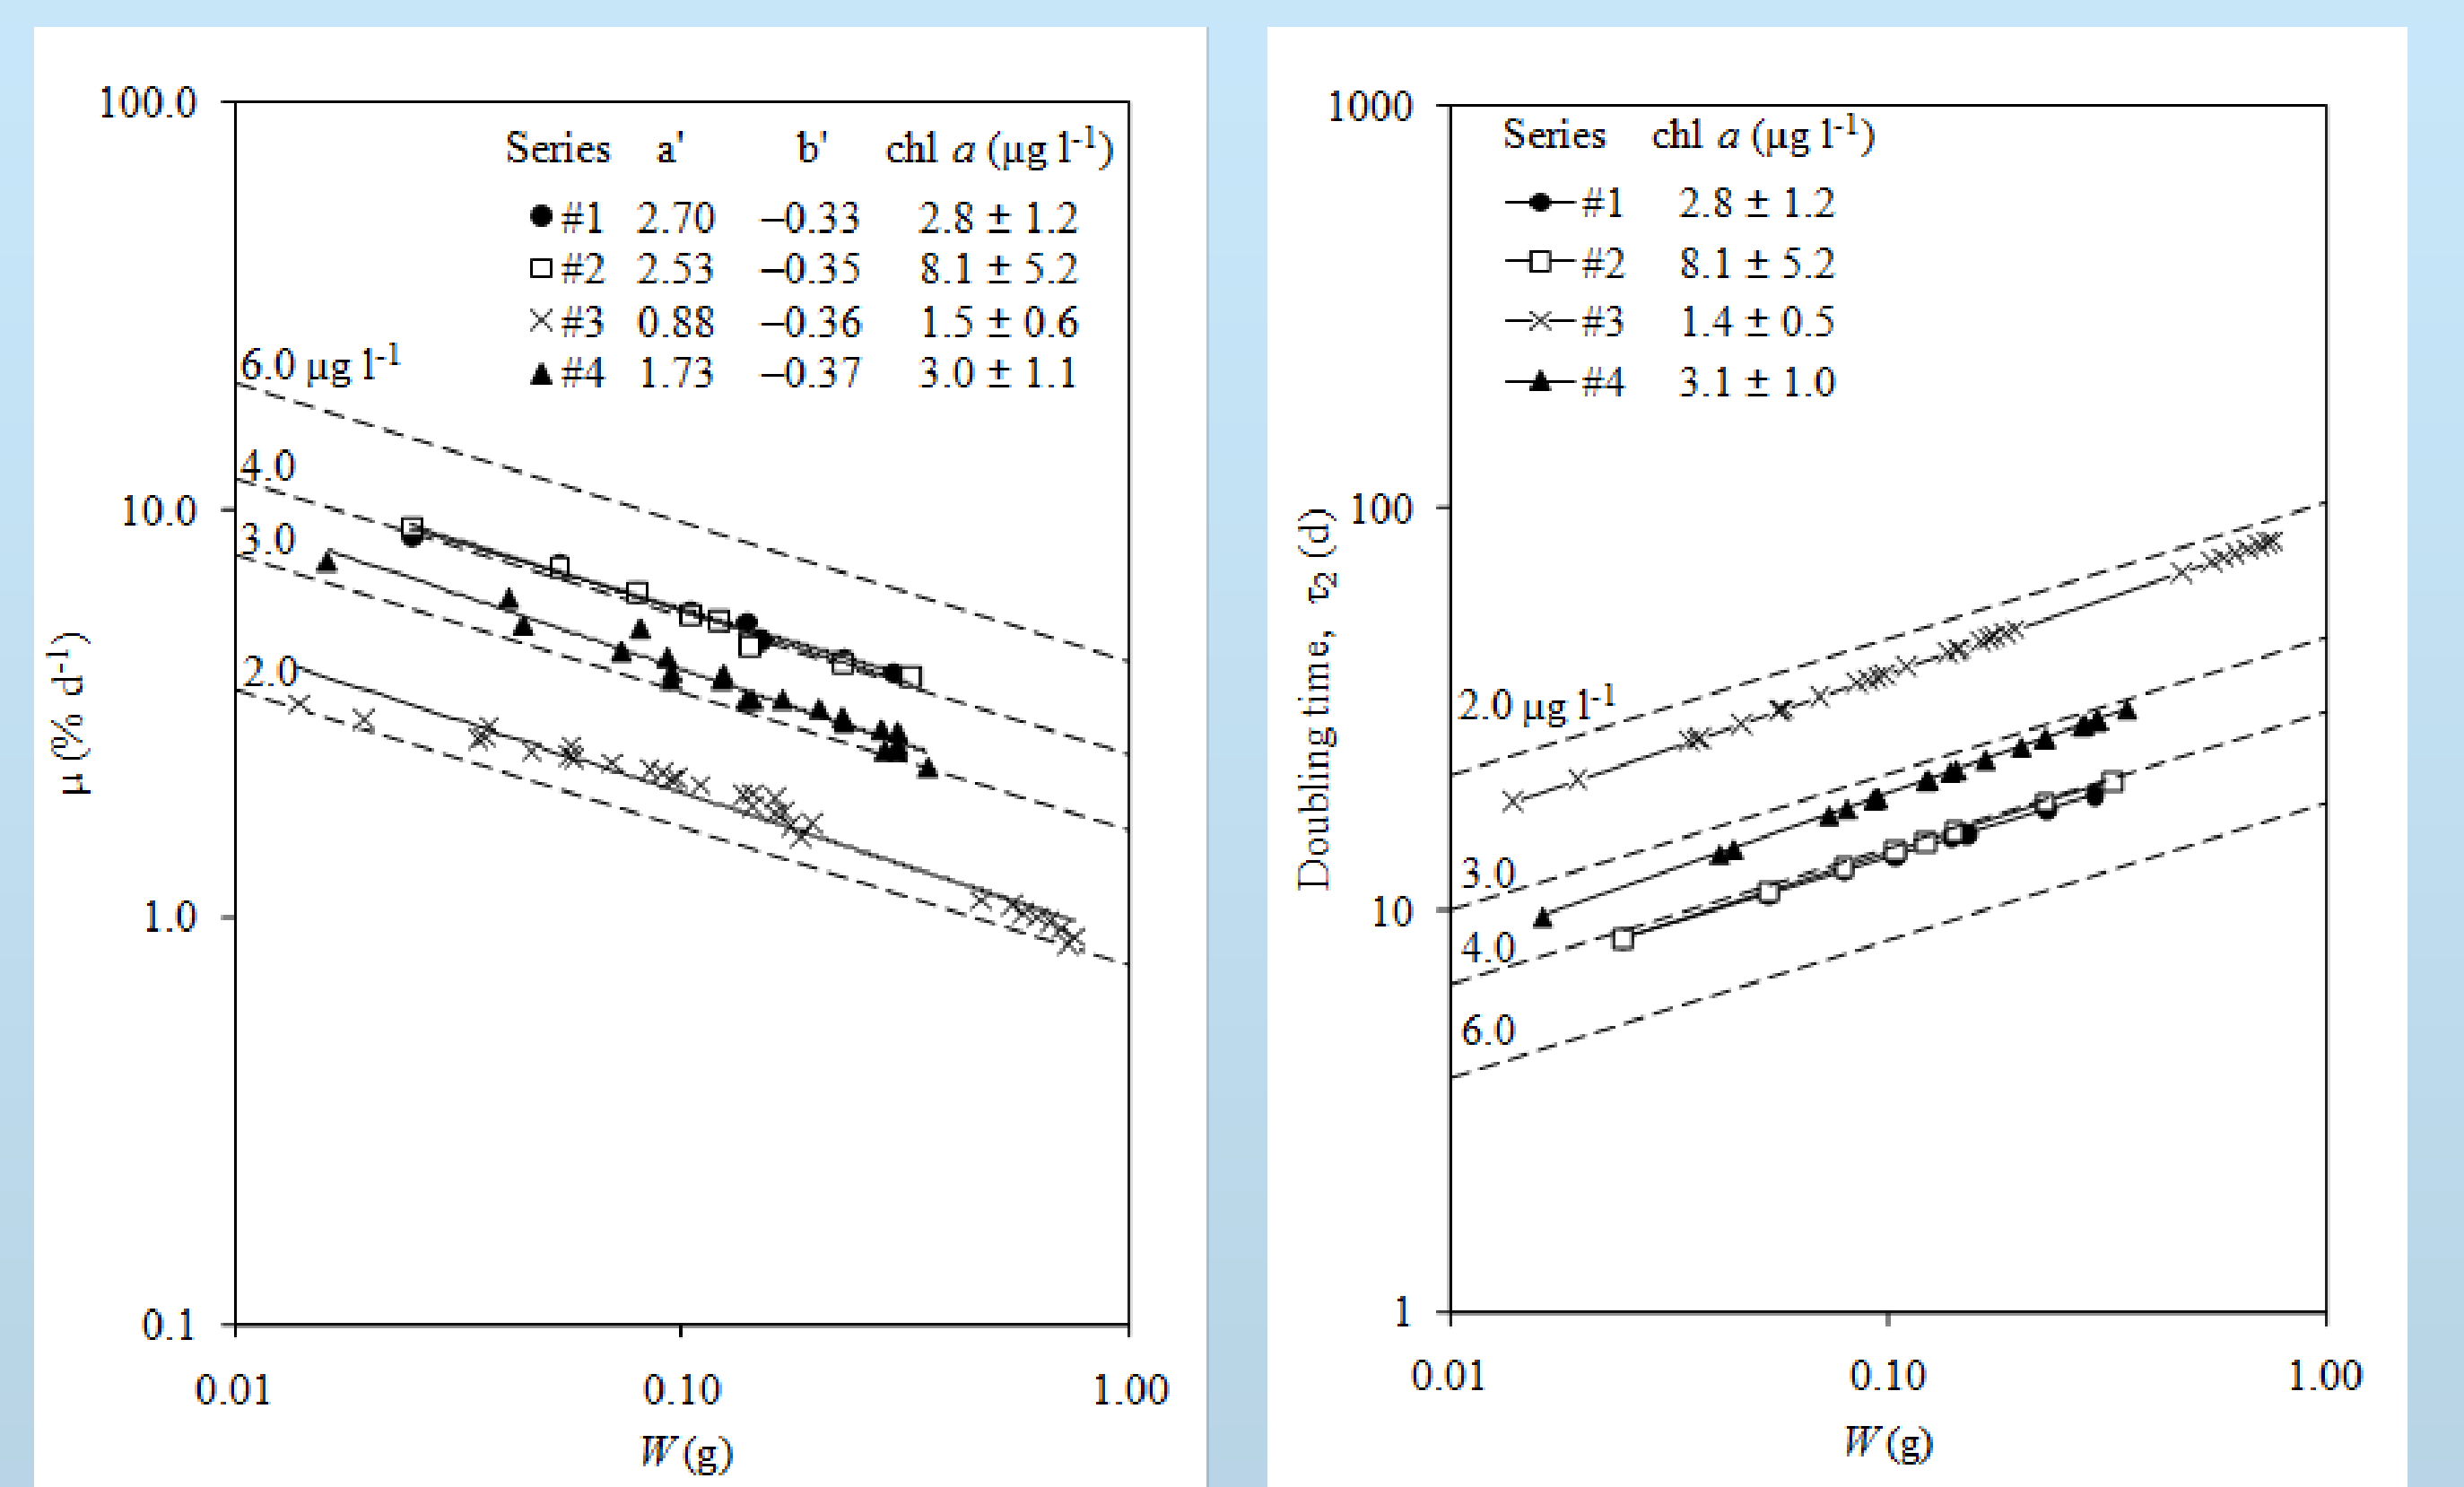 100.0
10.0
1.0
0.1
0.01 0.10 1.00
W (g)
μ (% d-1)
Series a' b' chl a (μg l-1)
#1 2.70 –0.33 2.8 ± 1.2
#2 2.53 –0.35 8.1 ± 5.2
#3 0.88 –0.36 1.5 ± 0.6
#4 1.73 –0.37 3.0 ± 1.1
6.0 μg l-1
4.0
3.0
2.0
1000
100
10
1
0.01 0.10 1.00
W (g)
Doubling time, τ2 (d)
Series chl a (μg l-1)
#1 2.8 ± 1.2
#2 8.1 ± 5.2
#3 1.4 ± 0.5
#4 3.1 ± 1.0
2.0 μg l-1
3.0
4.0
6.0